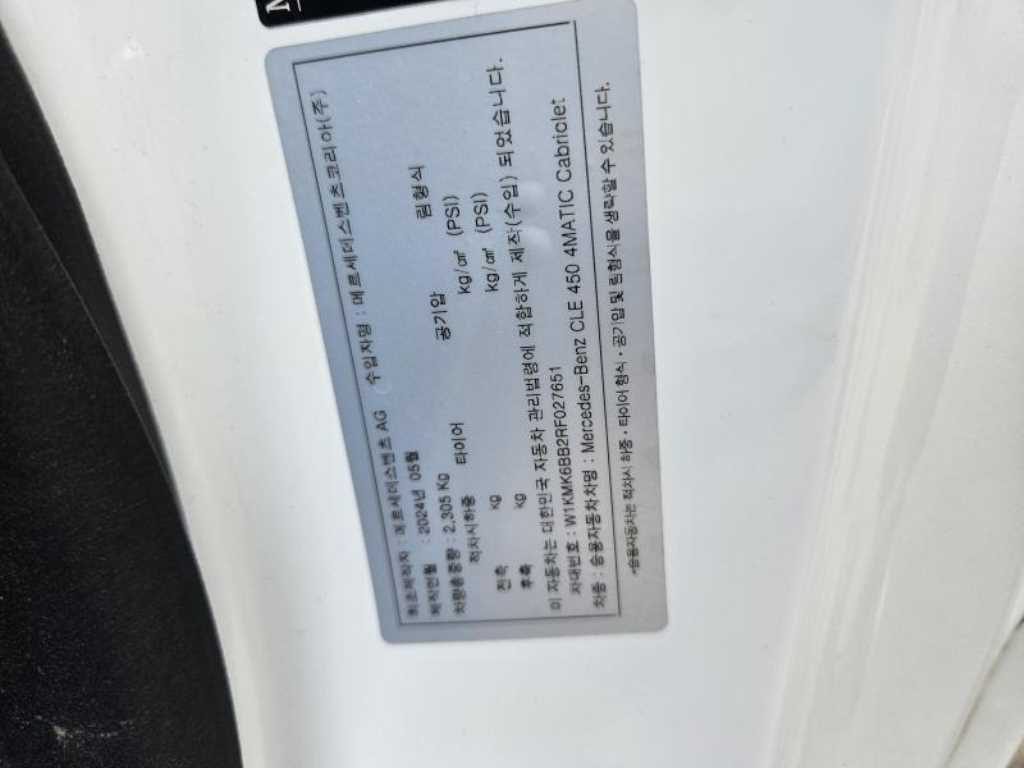 최초제작자 : 메르세데스벤츠 AG 수입자명 : 메르세데스벤츠코리아(주)
제작연월 : 2024년 05월
차량총중량 : 2,305 KG
적차시하중 타이어 공기압 림형식
전축 kg kg/㎠ (PSI)
후축 kg kg/㎠ (PSI)
이 자동차는 대한민국 자동차 관리법령에 적합하게 제작(수입) 되었습니다.
차대번호 : W1KMK6BB2RF027651
차종 : 승용자동차 차명 : Mercedes-Benz CLE 450 4MATIC Cabriolet
*승용자동차는 적차시 하중·타이어 형식·공기압 및 림형식을 생략할 수 있습니다.